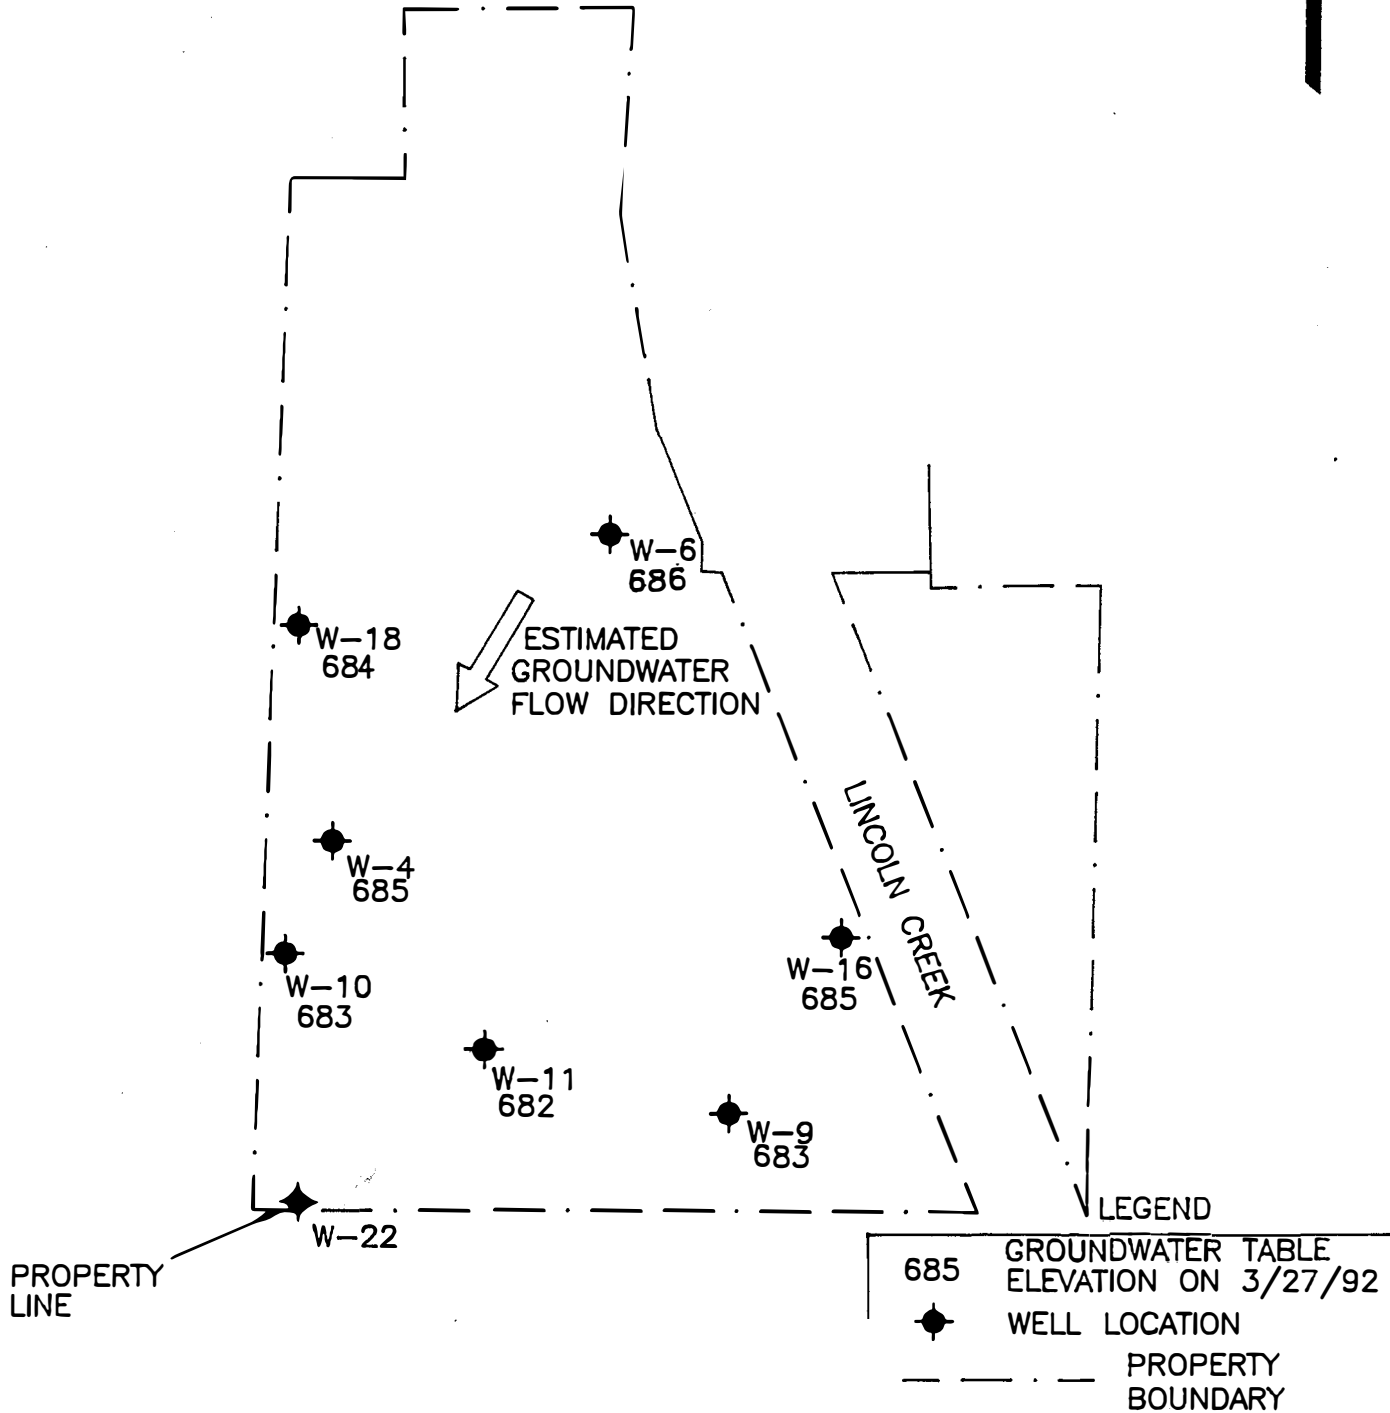 W-6
686
W-18
684
ESTIMATED
GROUNDWATER
FLOW DIRECTION
LINCOLN CREEK
W-4
685
W-16
685
W-10
683
W-11
682
W-9
683
W-22
PROPERTY
LINE
LEGEND
685 GROUNDWATER TABLE
ELEVATION ON 3/27/92
WELL LOCATION
PROPERTY
BOUNDARY